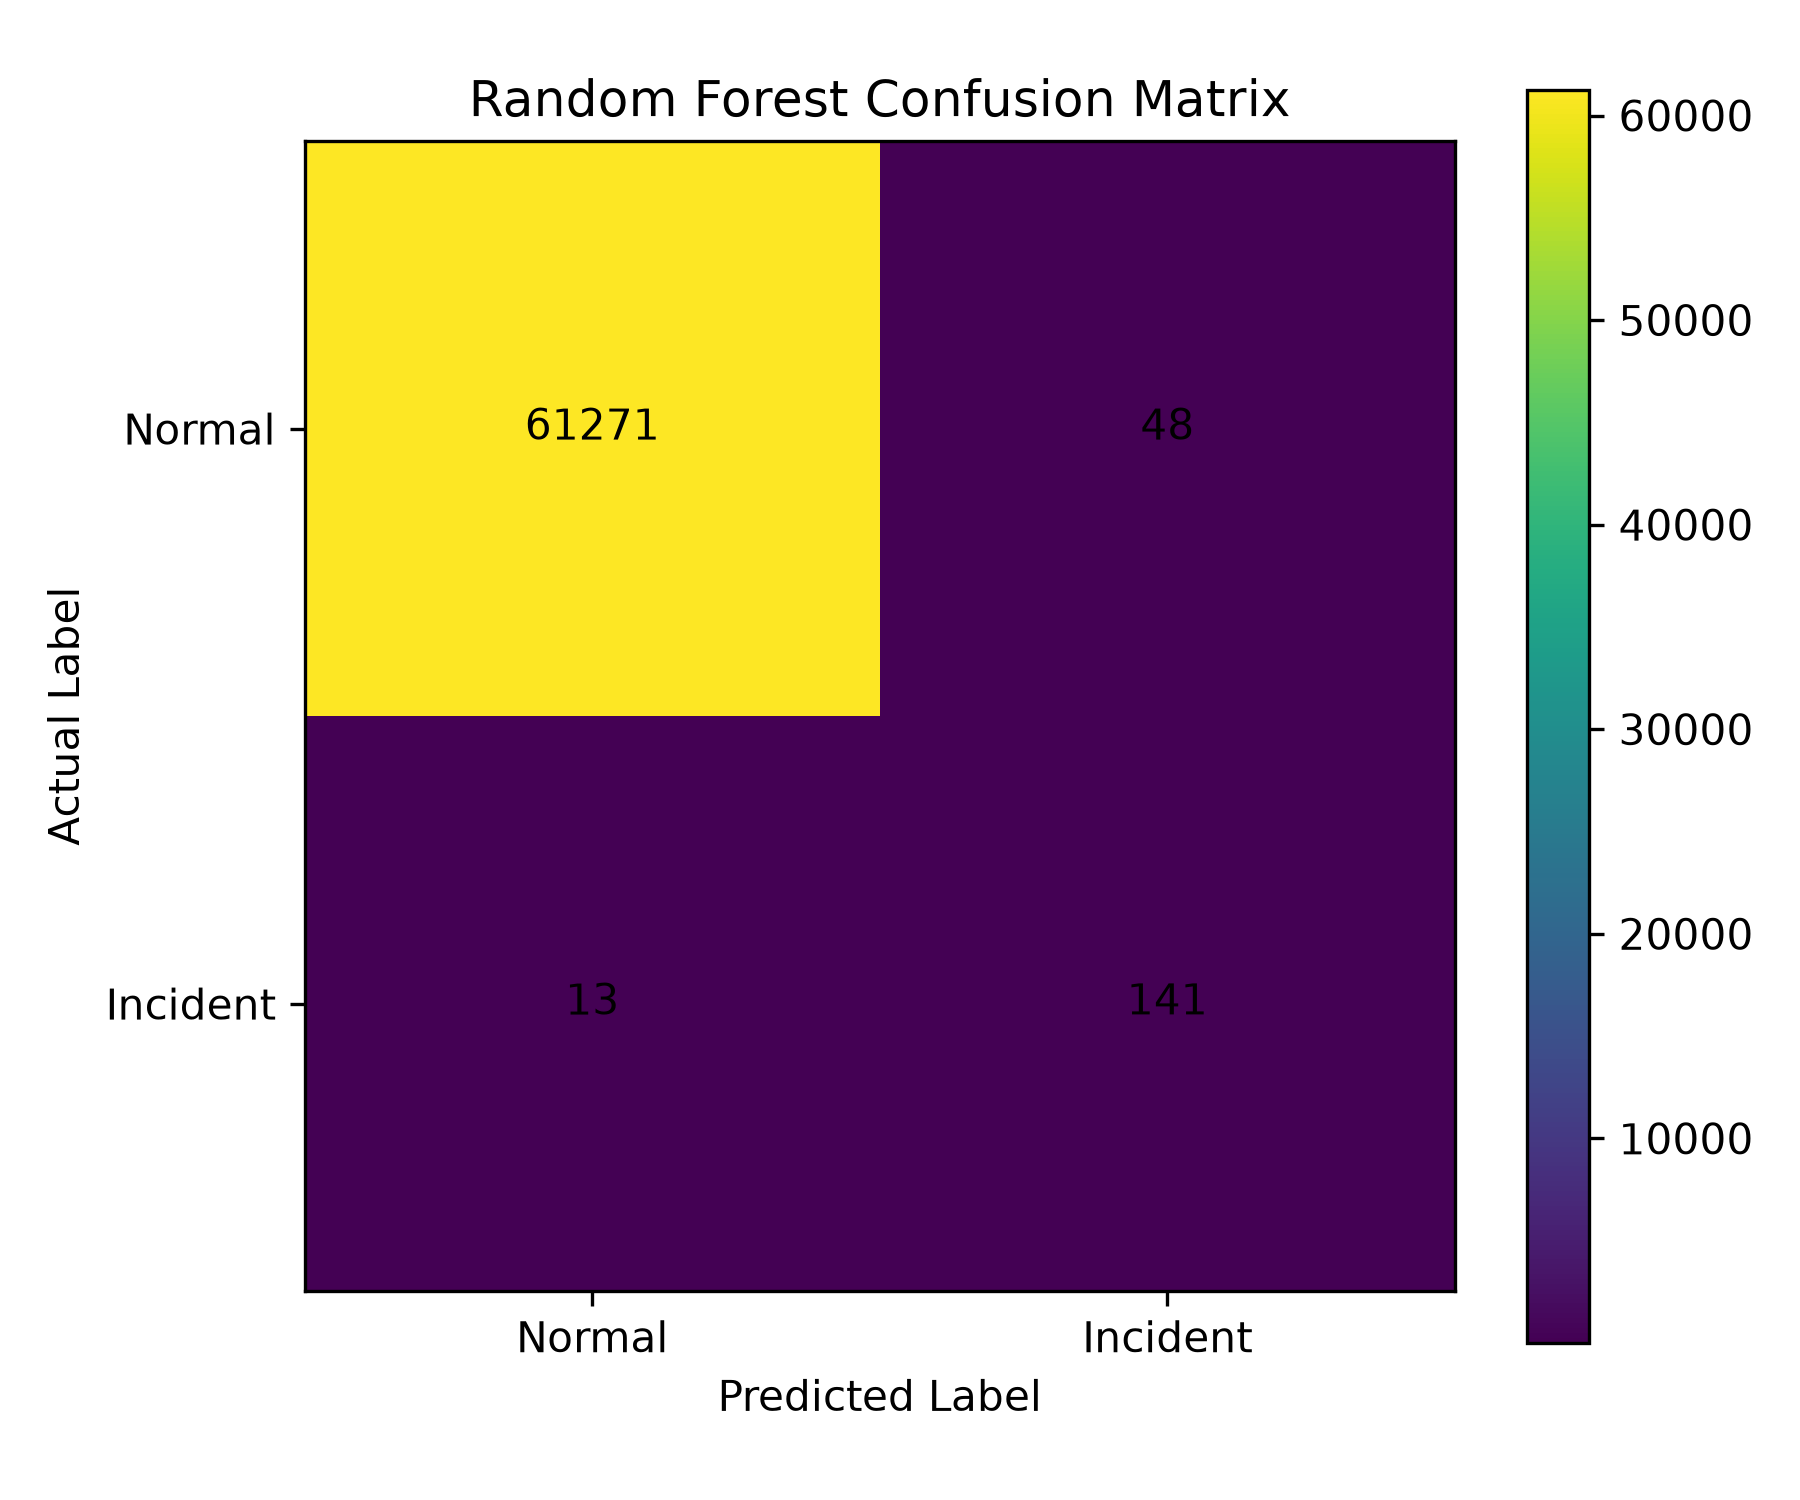 Random Forest Confusion Matrix
60000
50000
40000
30000
20000
10000
Actual Label
Normal
61271
48
Incident
13
141
Normal
Incident
Predicted Label